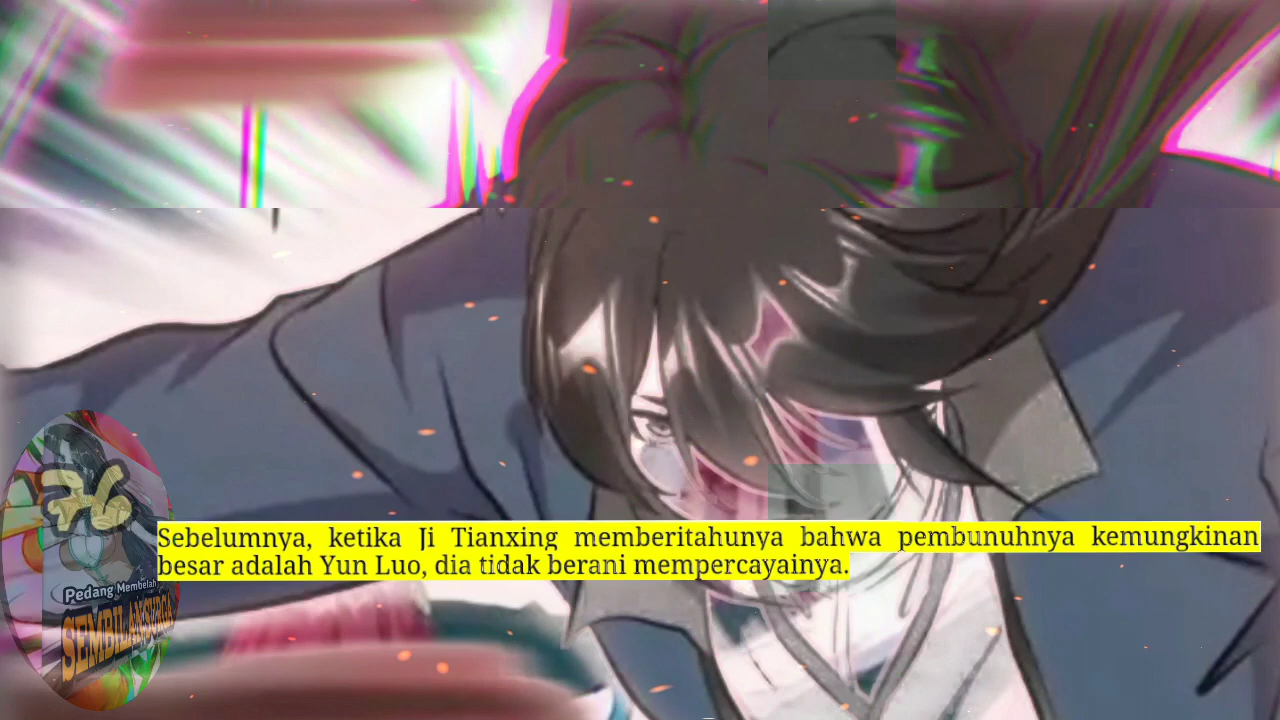 Sebelumnya, ketika Ji Tianxing memberitahunya bahwa pembunuhnya kemungkinan
besar adalah Yun Luo, dia tidak berani mempercayainya.
36
Pedang Membelah
SEMBILAN SURGA